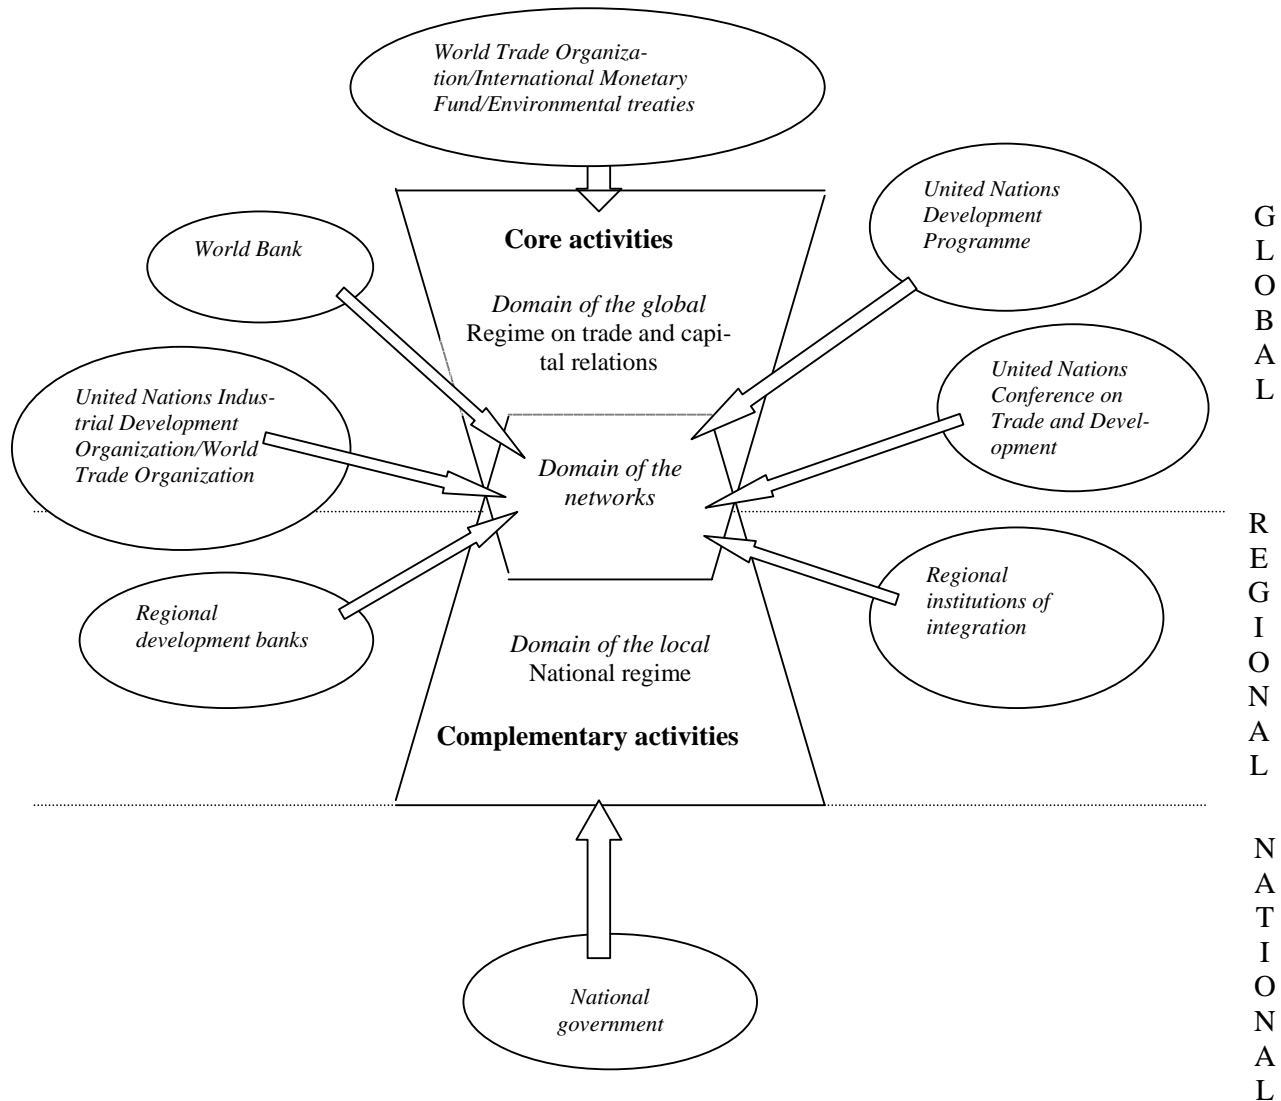 World Trade Organiza-
tion/International Monetary
Fund/Environmental treaties
United Nations
Development
Programme
World Bank
Core activities
Domain of the global
Regime on trade and capi-
tal relations
United Nations Indus-
trial Development
Organization/World
Trade Organization
United Nations
Conference on
Trade and Devel-
opment
Domain of the
networks
Regional
development banks
Regional
institutions of
integration
Domain of the local
National regime
Complementary activities
National
government
G
L
O
B
A
L
R
E
G
I
O
N
A
L
N
A
T
I
O
N
A
L